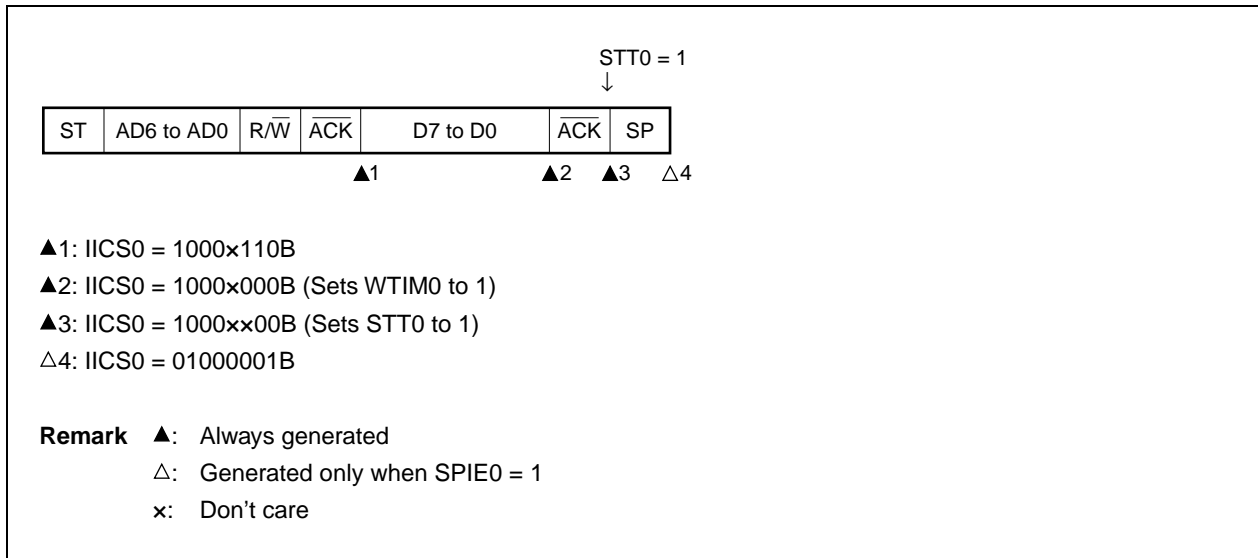 STT0 = 1
↓
ST AD6 to AD0 R/W̅ A̅C̅K̅ D7 to D0 A̅C̅K̅ SP
▲1 ▲2 ▲3 △4
▲1: IICS0 = 1000×110B
▲2: IICS0 = 1000×000B (Sets WTIM0 to 1)
▲3: IICS0 = 1000××00B (Sets STT0 to 1)
△4: IICS0 = 01000001B
Remark ▲: Always generated
△: Generated only when SPIE0 = 1
×: Don't care